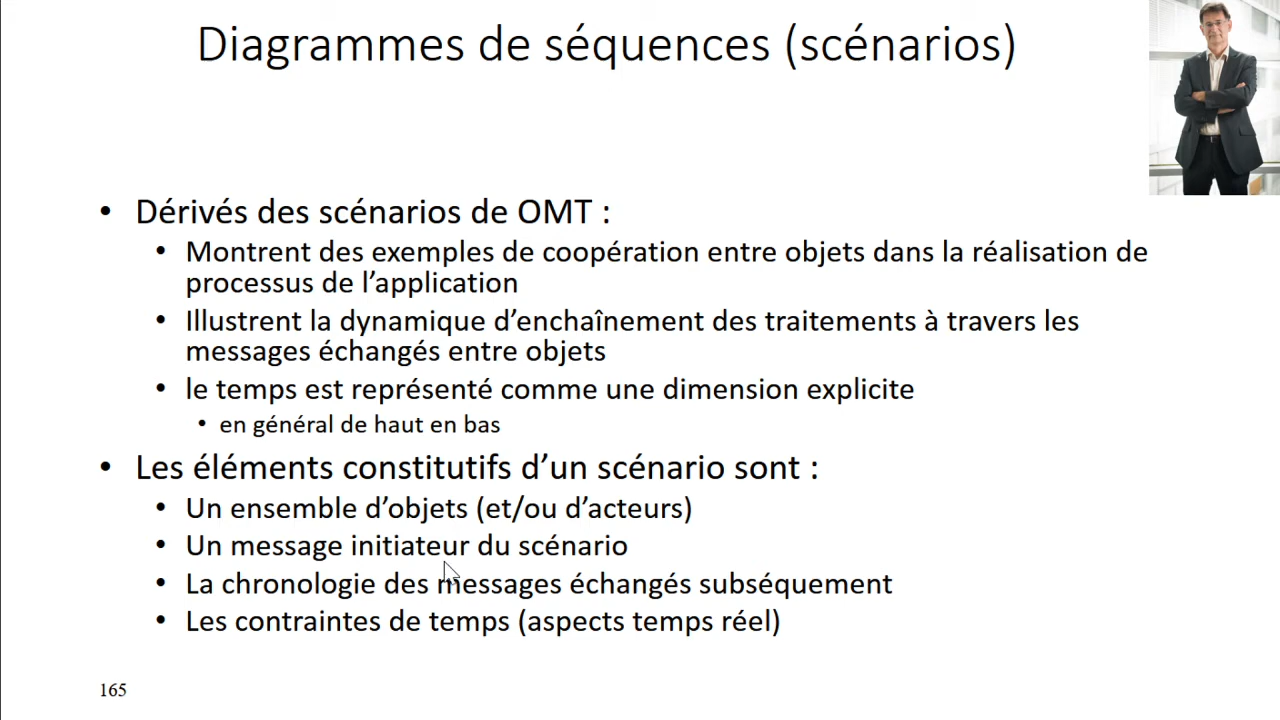 Diagrammes de séquences (scénarios)
• Dérivés des scénarios de OMT :
• Montrent des exemples de coopération entre objets dans la réalisation de
processus de l’application
• Illustrent la dynamique d’enchaînement des traitements à travers les
messages échangés entre objets
• le temps est représenté comme une dimension explicite
• en général de haut en bas
• Les éléments constitutifs d’un scénario sont :
• Un ensemble d’objets (et/ou d’acteurs)
• Un message initiateur du scénario
• La chronologie des messages échangés subséquement
• Les contraintes de temps (aspects temps réel)
165